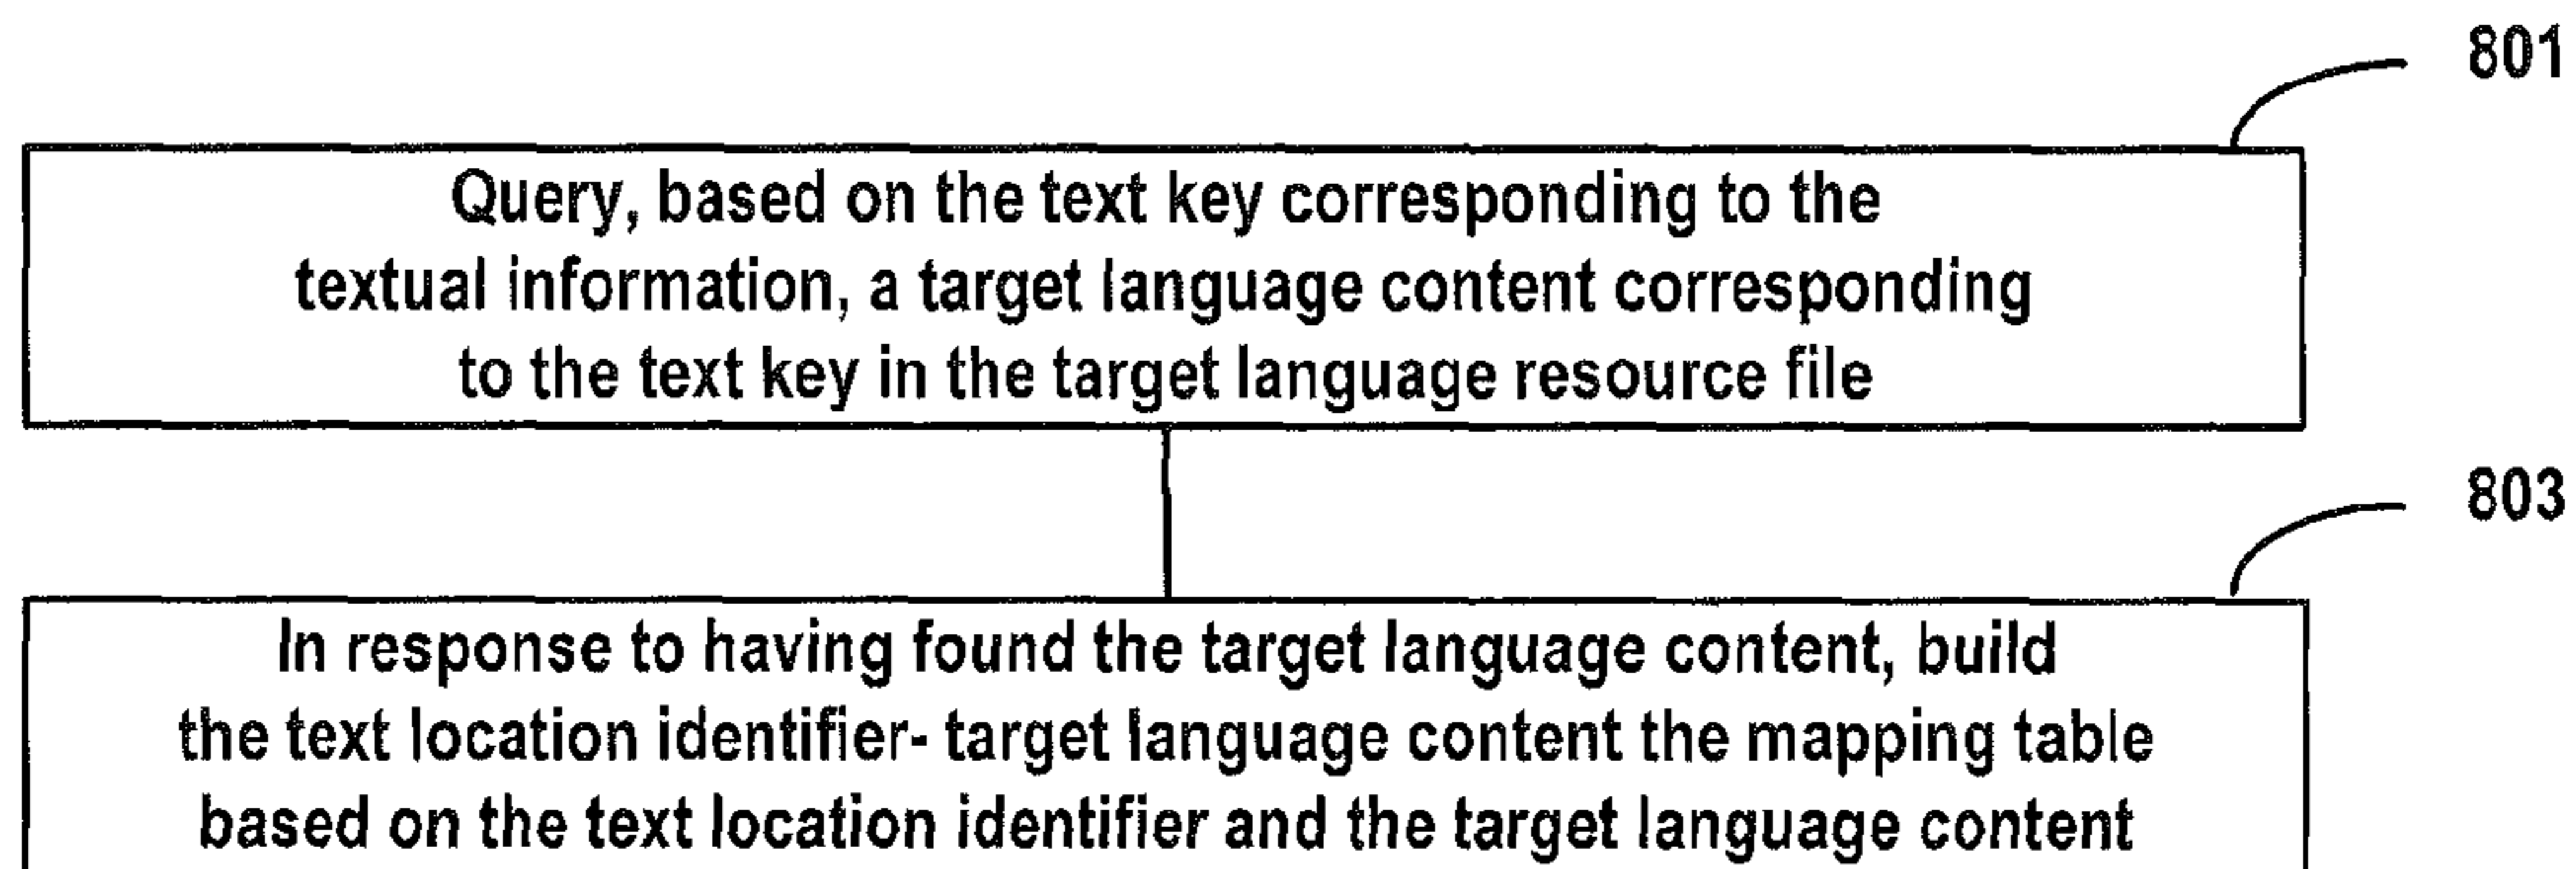 801
Query, based on the text key corresponding to the
textual information, a target language content corresponding
to the text key in the target language resource file
803
In response to having found the target language content, build
the text location identifier- target language content the mapping table
based on the text location identifier and the target language content